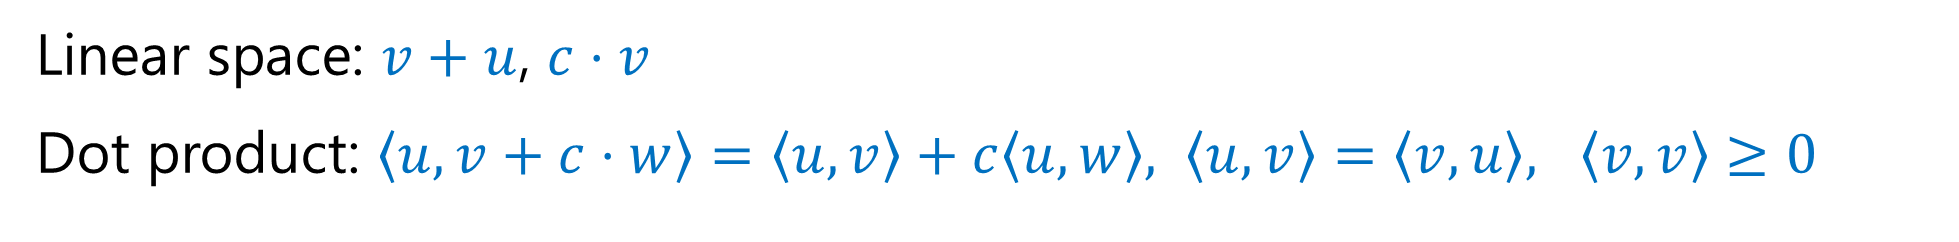 Linear space: 𝑣 + 𝑢, 𝑐 ⋅ 𝑣
Dot product: ⟨𝑢, 𝑣 + 𝑐 ⋅ 𝑤⟩ = ⟨𝑢, 𝑣⟩ + 𝑐⟨𝑢, 𝑤⟩, ⟨𝑢, 𝑣⟩ = ⟨𝑣, 𝑢⟩, ⟨𝑣, 𝑣⟩ ≥ 0